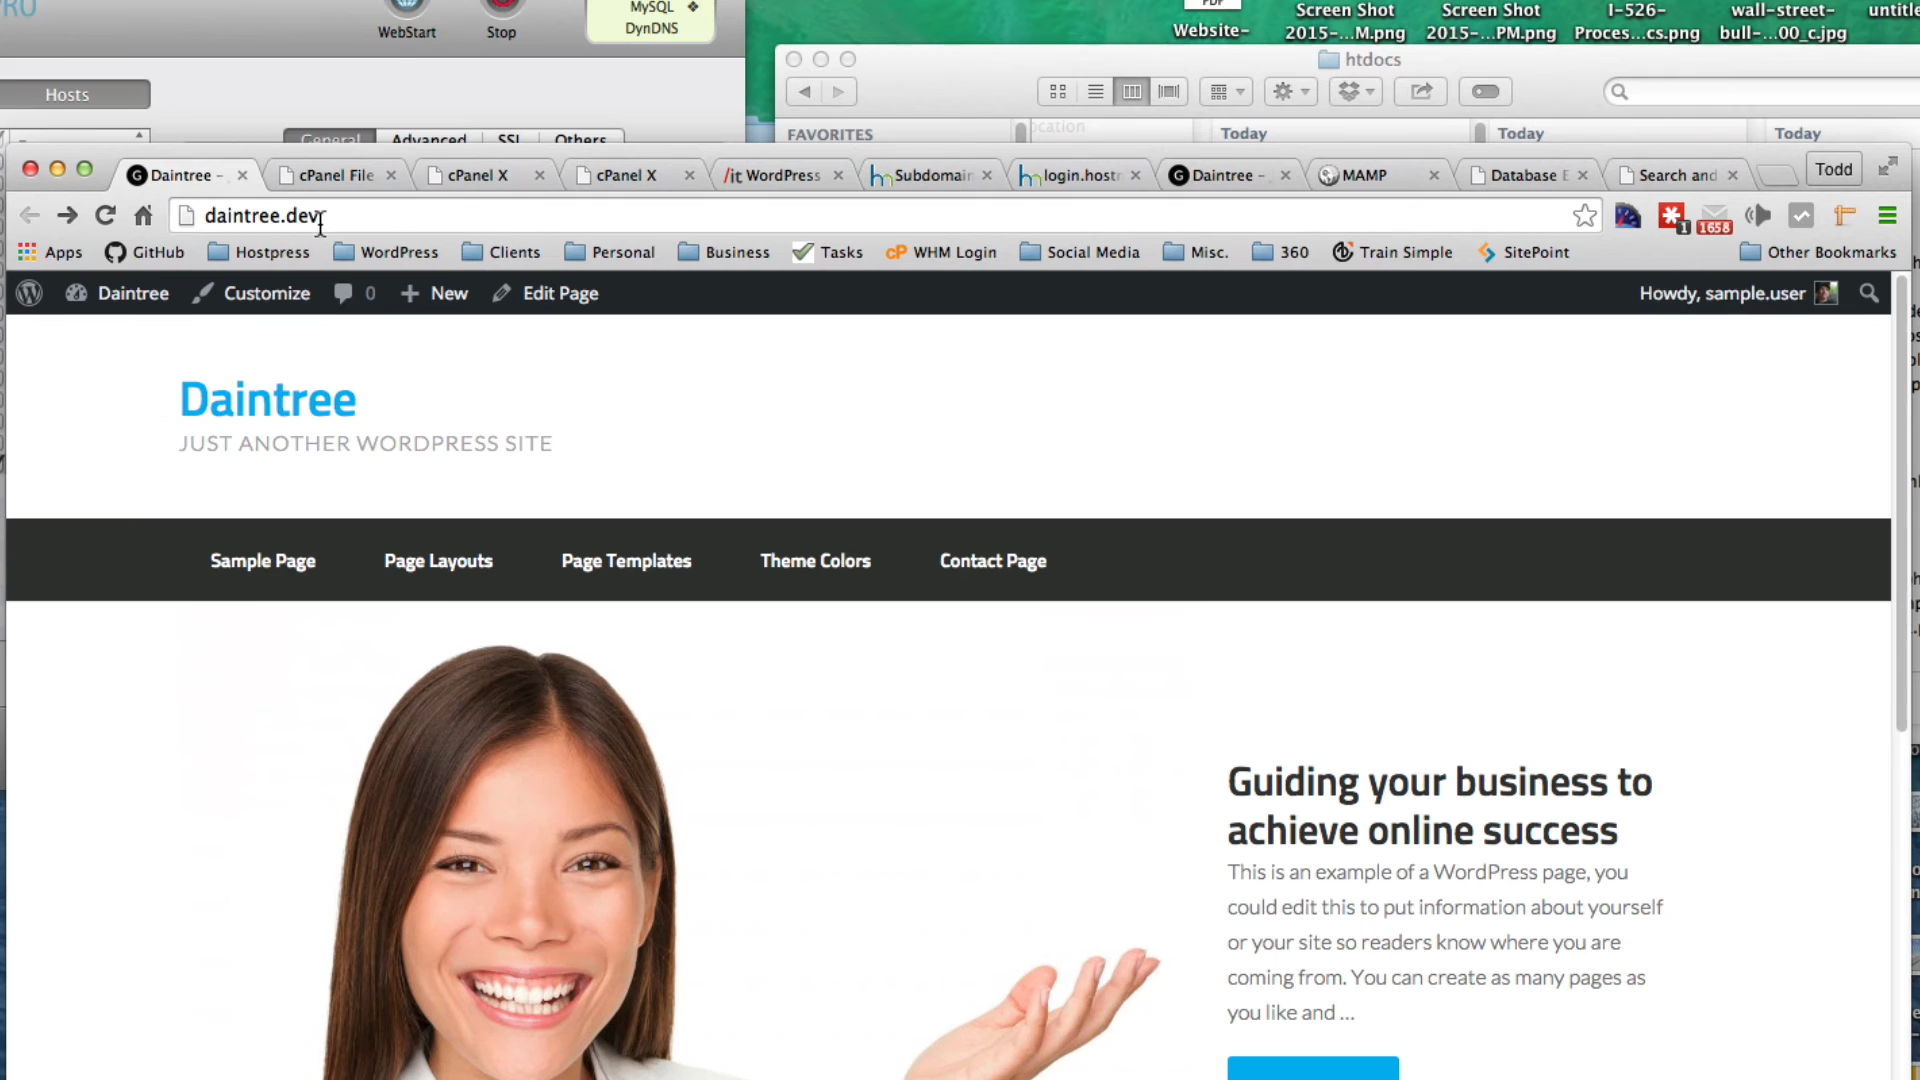 PRO
WebStart
Stop
MySQL
DynDNS
Hosts
General
Advanced
SSL
Others
PDF
Website-
Screen Shot
2015-...M.png
Screen Shot
2015-...PM.png
I-526-
Proces...cs.png
wall-street-
bull-...00_c.jpg
htdocs
FAVORITES
Today
Today
Today
Daintree -
cPanel File
cPanel X
cPanel X
/it WordPress
Subdomain
login.hostn
Daintree -
MAMP
Database E
Search and
Todd
daintree.dev
1
1658
Apps
GitHub
Hostpress
WordPress
Clients
Personal
Business
Tasks
cP WHM Login
Social Media
Misc.
360
Train Simple
SitePoint
Other Bookmarks
Daintree
Customize
0
New
Edit Page
Howdy, sample.user
Daintree
JUST ANOTHER WORDPRESS SITE
Sample Page
Page Layouts
Page Templates
Theme Colors
Contact Page
Guiding your business to
achieve online success
This is an example of a WordPress page, you
could edit this to put information about yourself
or your site so readers know where you are
coming from. You can create as many pages as
you like and ...